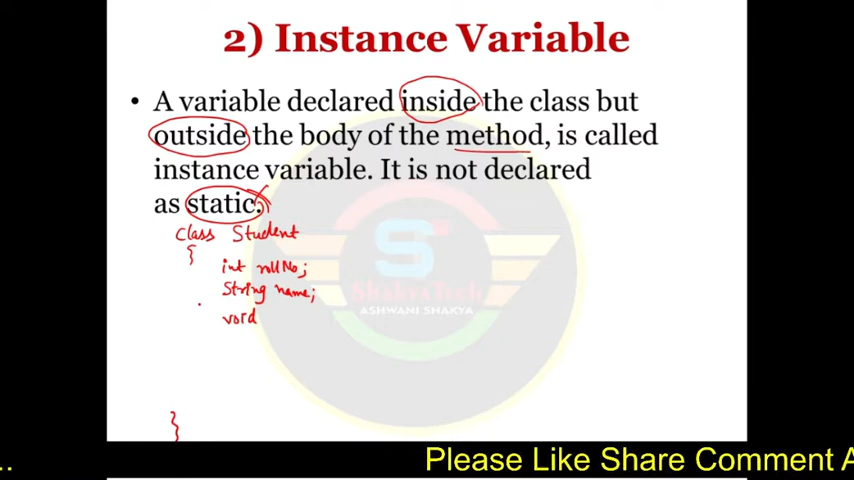 2) Instance Variable
• A variable declared inside the class but
outside the body of the method, is called
instance variable. It is not declared
as static.
class Student
{
int rollNo;
String name;
void
}
S
ShakyaTech
ASHWANI SHAKYA
.. Please Like Share Comment A